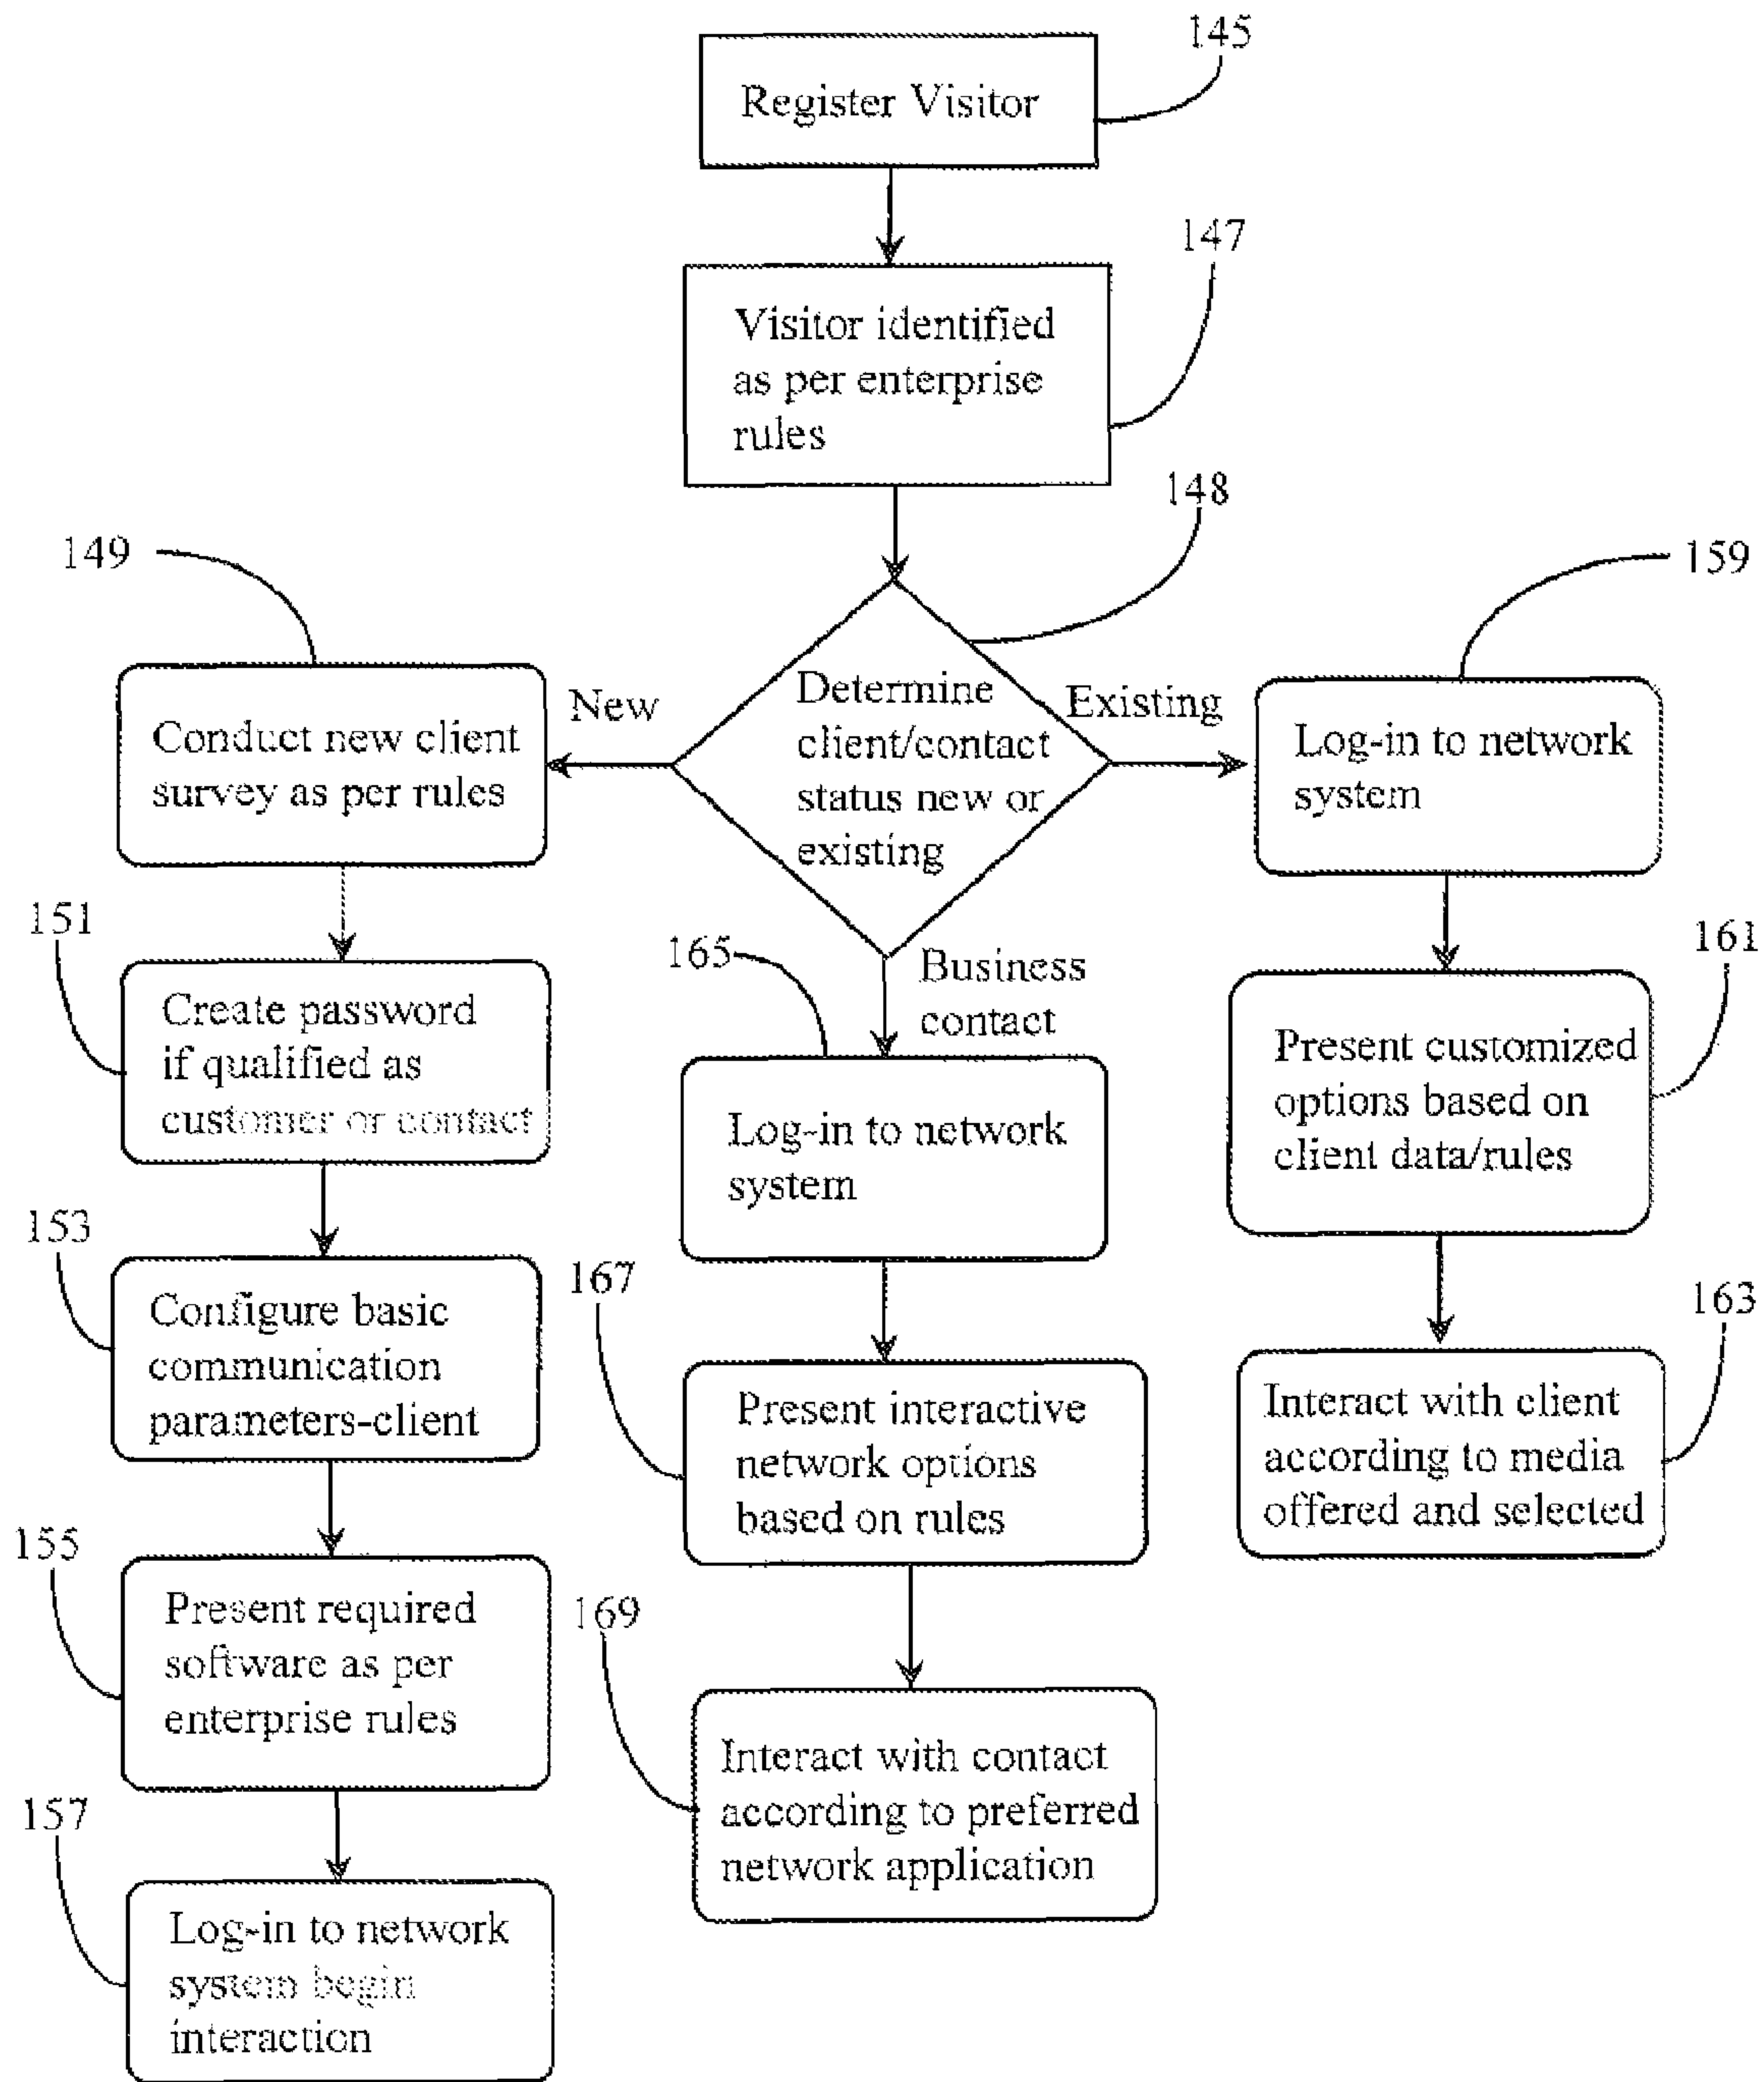 145
Register Visitor
147
Visitor identified
as per enterprise
rules
148
149
159
New
Determine
client/contact
status new or
existing
Existing
Conduct new client
survey as per rules
Log-in to network
system
151
Create password
if qualified as
customer or contact
165
Business
contact
161
Log-in to network
system
Present customized
options based on
client data/rules
153
Configure basic
communication
parameters-client
167
Present interactive
network options
based on rules
163
Interact with client
according to media
offered and selected
155
Present required
software as per
enterprise rules
169
Interact with contact
according to preferred
network application
157
Log-in to network
system begin
interaction